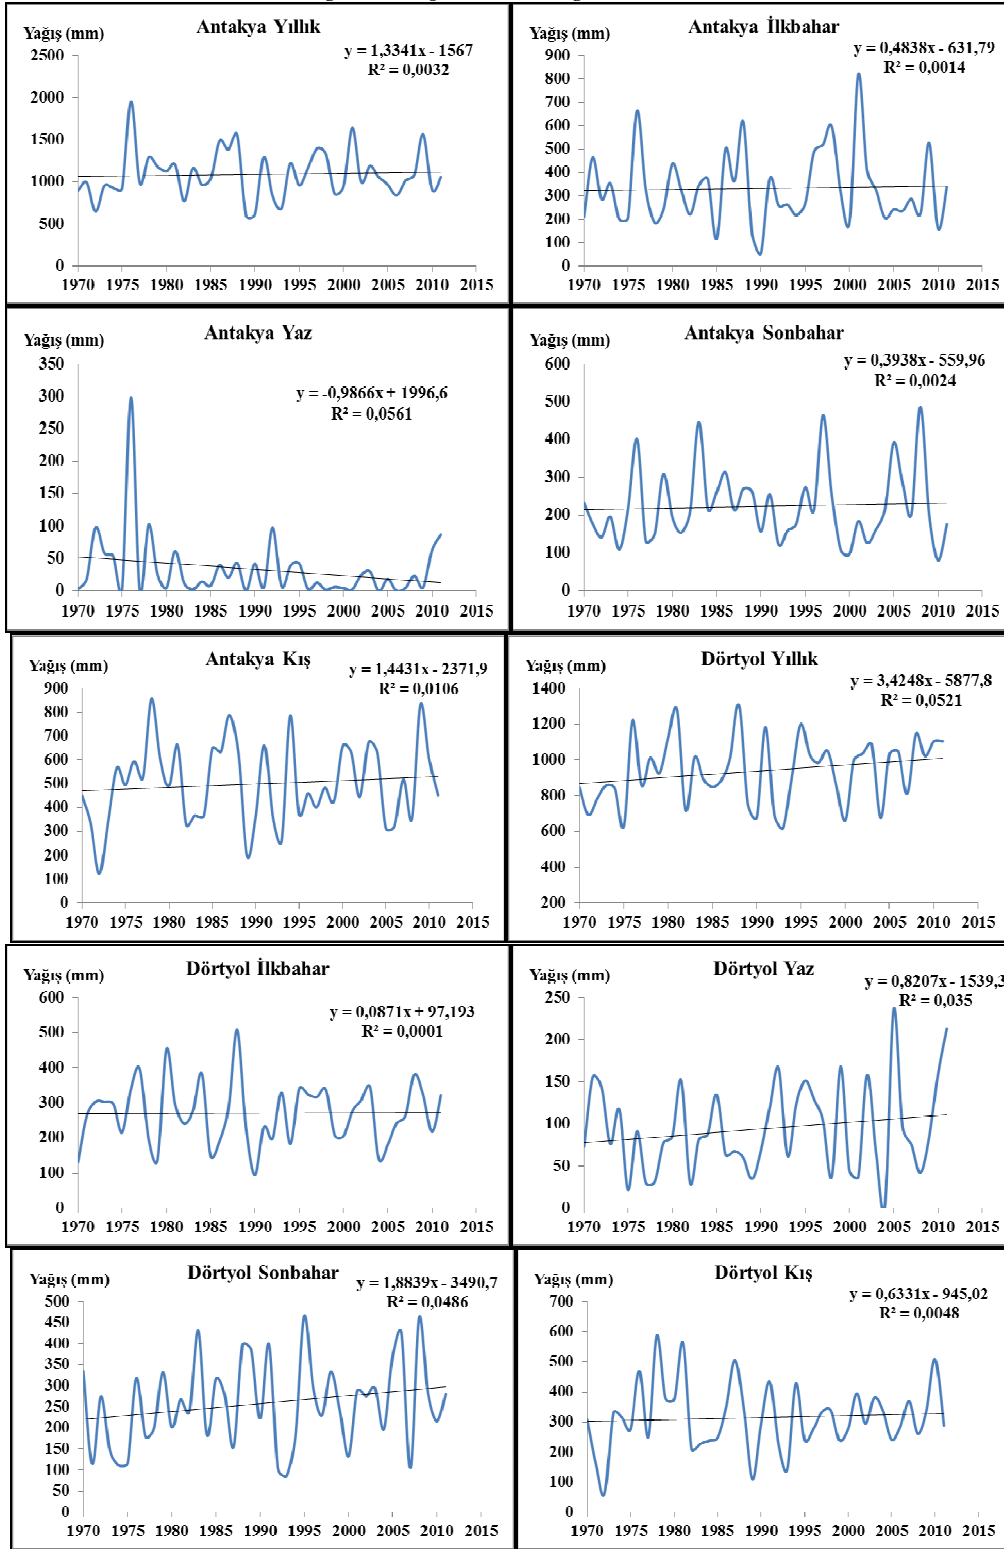 Antakya Yıllık
Yağış (mm)
y = 1,3341x - 1567
R² = 0,0032
2500
2000
1500
1000
500
0
1970 1975 1980 1985 1990 1995 2000 2005 2010 2015
Antakya İlkbahar
Yağış (mm)
y = 0,4838x - 631,79
R² = 0,0014
900
800
700
600
500
400
300
200
100
0
1970 1975 1980 1985 1990 1995 2000 2005 2010 2015
Antakya Yaz
Yağış (mm)
y = -0,9866x + 1996,6
R² = 0,0561
350
300
250
200
150
100
50
0
1970 1975 1980 1985 1990 1995 2000 2005 2010 2015
Antakya Sonbahar
Yağış (mm)
y = 0,3938x - 559,96
R² = 0,0024
600
500
400
300
200
100
0
1970 1975 1980 1985 1990 1995 2000 2005 2010 2015
Antakya Kış
Yağış (mm)
y = 1,4431x - 2371,9
R² = 0,0106
900
800
700
600
500
400
300
200
100
0
1970 1975 1980 1985 1990 1995 2000 2005 2010 2015
Dörtyol Yıllık
Yağış (mm)
y = 3,4248x - 5877,8
R² = 0,0521
1400
1200
1000
800
600
400
200
1970 1975 1980 1985 1990 1995 2000 2005 2010 2015
Dörtyol İlkbahar
Yağış (mm)
y = 0,0871x + 97,193
R² = 0,0001
600
500
400
300
200
100
0
1970 1975 1980 1985 1990 1995 2000 2005 2010 2015
Dörtyol Yaz
Yağış (mm)
y = 0,8207x - 1539,3
R² = 0,035
250
200
150
100
50
0
1970 1975 1980 1985 1990 1995 2000 2005 2010 2015
Dörtyol Sonbahar
Yağış (mm)
y = 1,8839x - 3490,7
R² = 0,0486
500
450
400
350
300
250
200
150
100
50
0
1970 1975 1980 1985 1990 1995 2000 2005 2010 2015
Dörtyol Kış
Yağış (mm)
y = 0,6331x - 945,02
R² = 0,0048
700
600
500
400
300
200
100
0
1970 1975 1980 1985 1990 1995 2000 2005 2010 2015